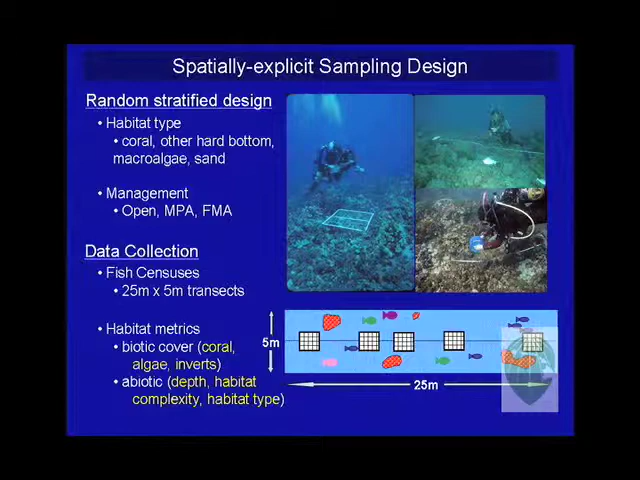 Spatially-explicit Sampling Design
Random stratified design
• Habitat type
• coral, other hard bottom,
macroalgae, sand
• Management
• Open, MPA, FMA
Data Collection
• Fish Censuses
• 25m x 5m transects
• Habitat metrics
• biotic cover (coral,
algae, inverts)
• abiotic (depth, habitat
complexity, habitat type)
5m
25m